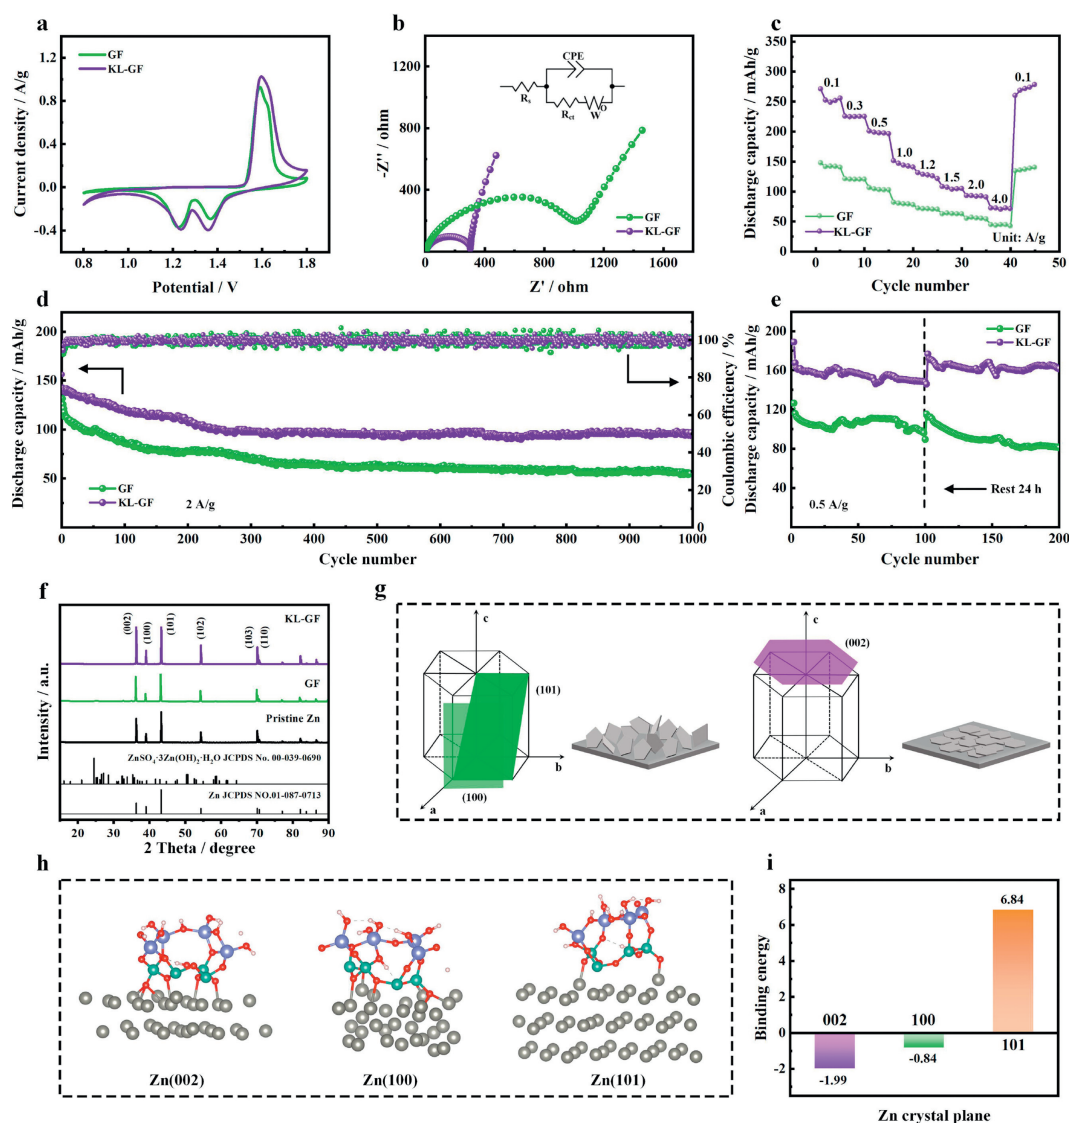 a
GF
KL-GF
Current density / A/g
1.2
0.8
0.4
0.0
-0.4
0.8 1.0 1.2 1.4 1.6 1.8
Potential / V
b
CPE
Rs
Rct
W
O
-Z'' / ohm
1200
800
400
GF
KL-GF
0 400 800 1200 1600
Z' / ohm
c
Discharge capacity / mAh/g
350
300
250
200
150
100
50
0
0.1
0.3
0.5
1.0
1.2
1.5
2.0
4.0
0.1
GF
KL-GF
Unit: A/g
0 10 20 30 40 50
Cycle number
d
Discharge capacity / mAh/g
200
150
100
50
GF
KL-GF
2 A/g
Coulombic efficiency / %
100
80
60
40
20
0
0 100 200 300 400 500 600 700 800 900 1000
Cycle number
e
Discharge capacity / mAh/g
200
160
120
80
40
GF
KL-GF
Rest 24 h
0.5 A/g
0 50 100 150 200
Cycle number
f
Intensity / a.u.
KL-GF
(002)
(100)
(101)
(102)
(103)
(110)
GF
Pristine Zn
ZnSO4·3Zn(OH)2·H2O JCPDS No. 00-039-0690
Zn JCPDS NO.01-087-0713
20 30 40 50 60 70 80 90
2 Theta / degree
g
c
(101)
b
(100)
a
c
(002)
b
a
h
Zn(002)
Zn(100)
Zn(101)
i
Binding energy
8
6
4
2
0
-2
6.84
002
100
101
-0.84
-1.99
Zn crystal plane